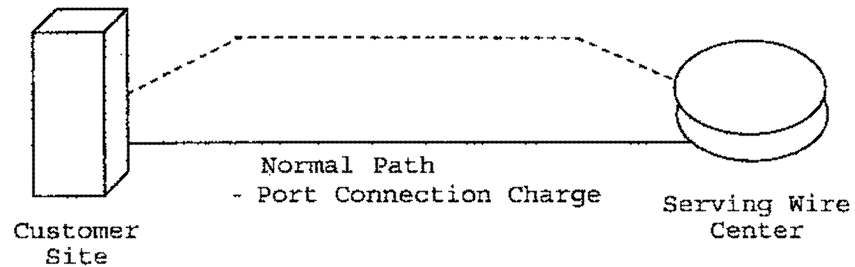 Normal Path
- Port Connection Charge
Serving Wire
Center
Customer
Site